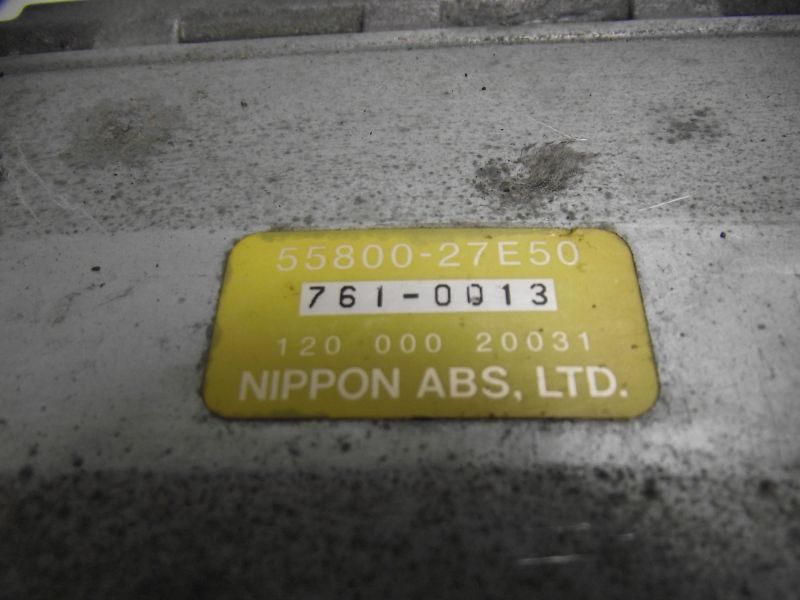 55800-27E50
761-0013
120 000 20031
NIPPON ABS, LTD.